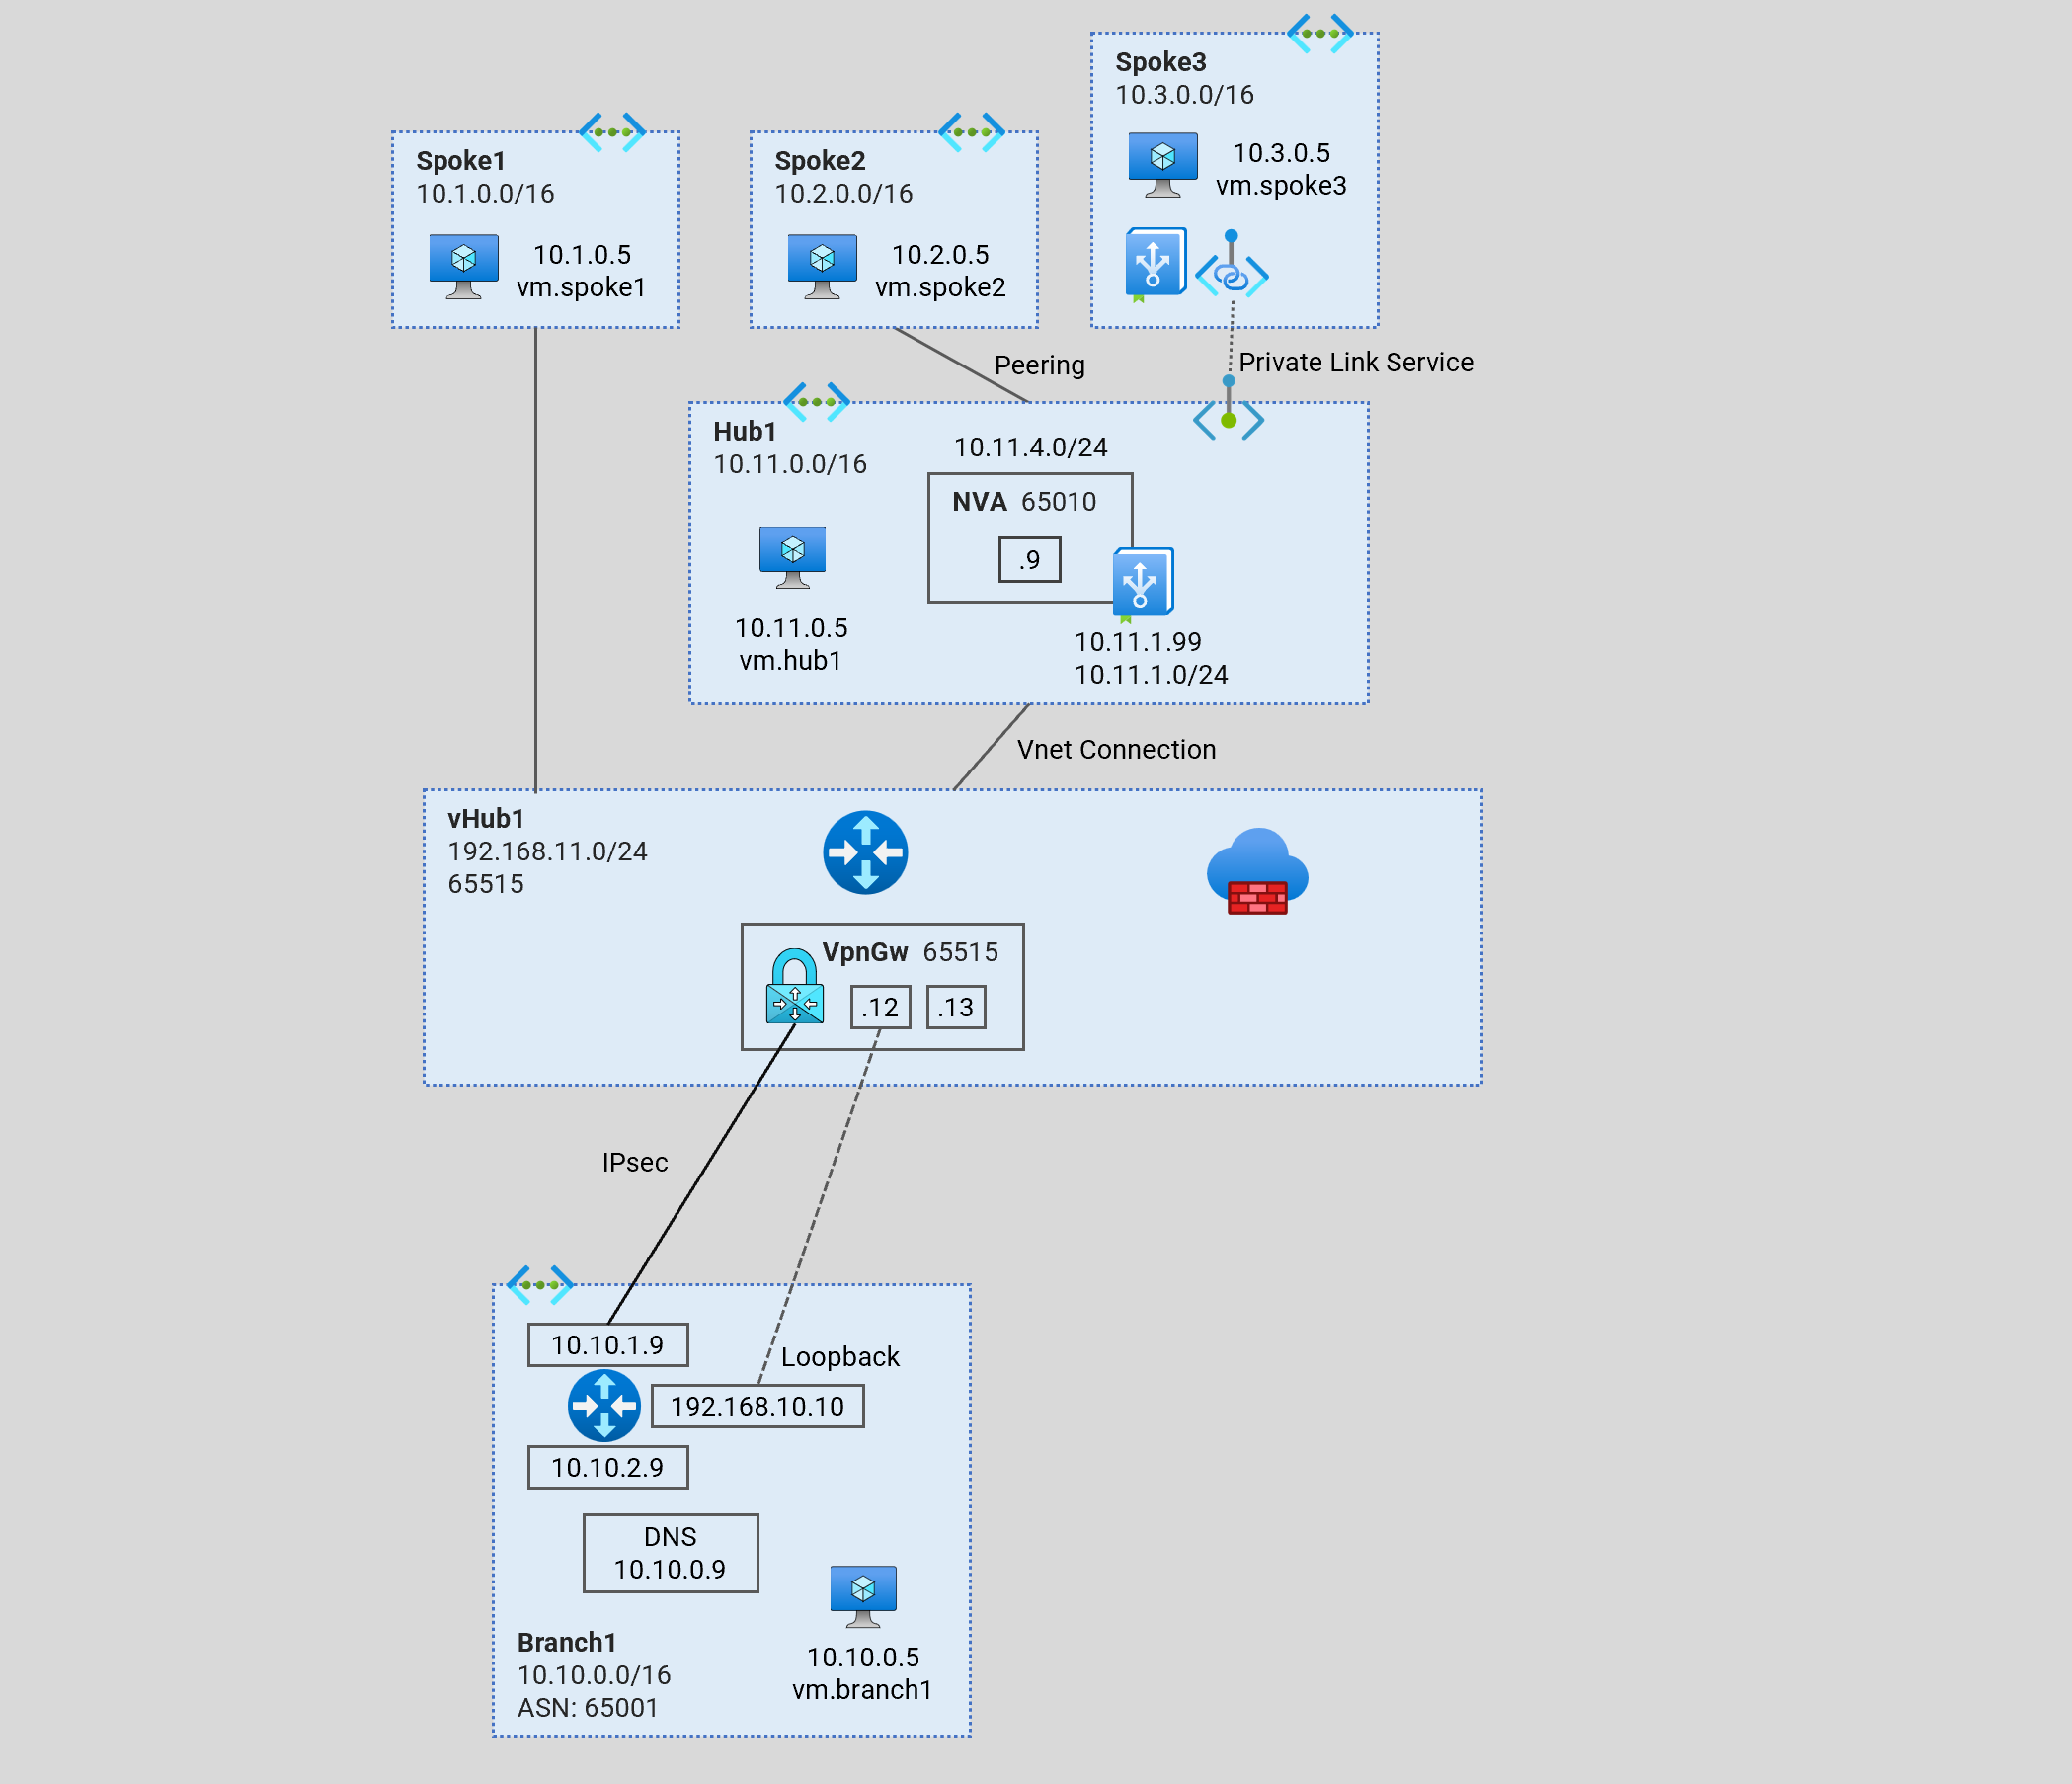 Spoke3
10.3.0.0/16
10.3.0.5
vm.spoke3
Spoke1
10.1.0.0/16
10.1.0.5
vm.spoke1
Spoke2
10.2.0.0/16
10.2.0.5
vm.spoke2
Peering
Private Link Service
Hub1
10.11.0.0/16
10.11.4.0/24
NVA 65010
.9
10.11.0.5
vm.hub1
10.11.1.99
10.11.1.0/24
Vnet Connection
vHub1
192.168.11.0/24
65515
VpnGw 65515
.12
.13
IPsec
10.10.1.9
Loopback
192.168.10.10
10.10.2.9
DNS
10.10.0.9
10.10.0.5
vm.branch1
Branch1
10.10.0.0/16
ASN: 65001